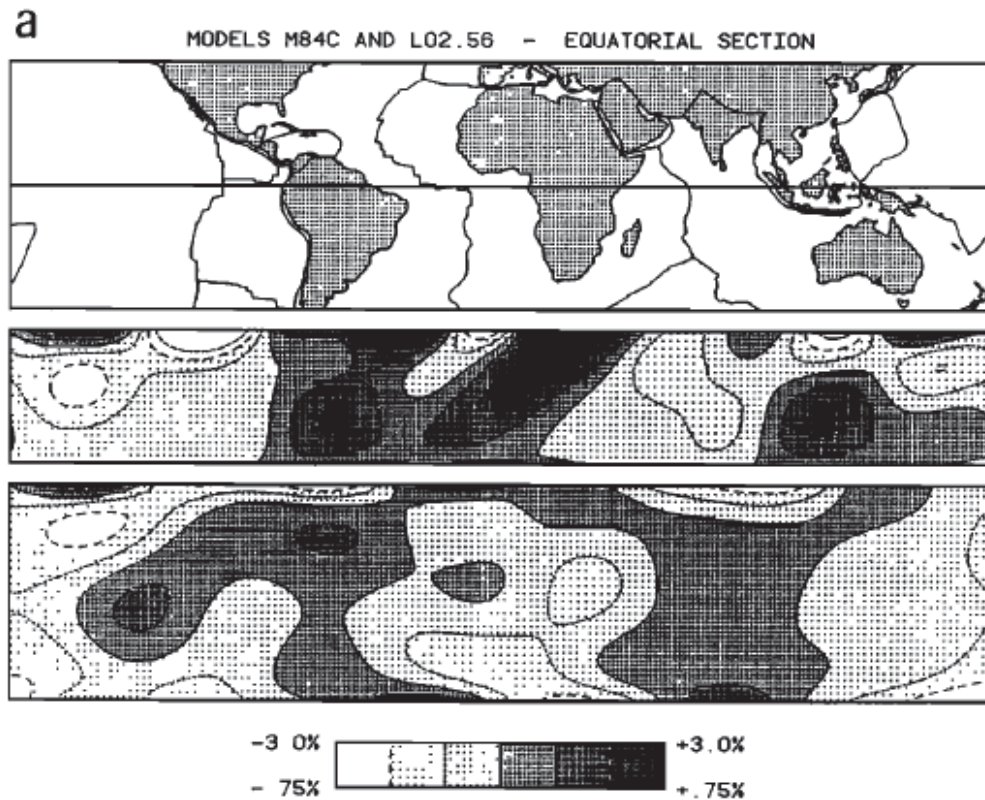 a
MODELS M84C AND L02.56 - EQUATORIAL SECTION
-3 0% +3.0%
- 75% +.75%